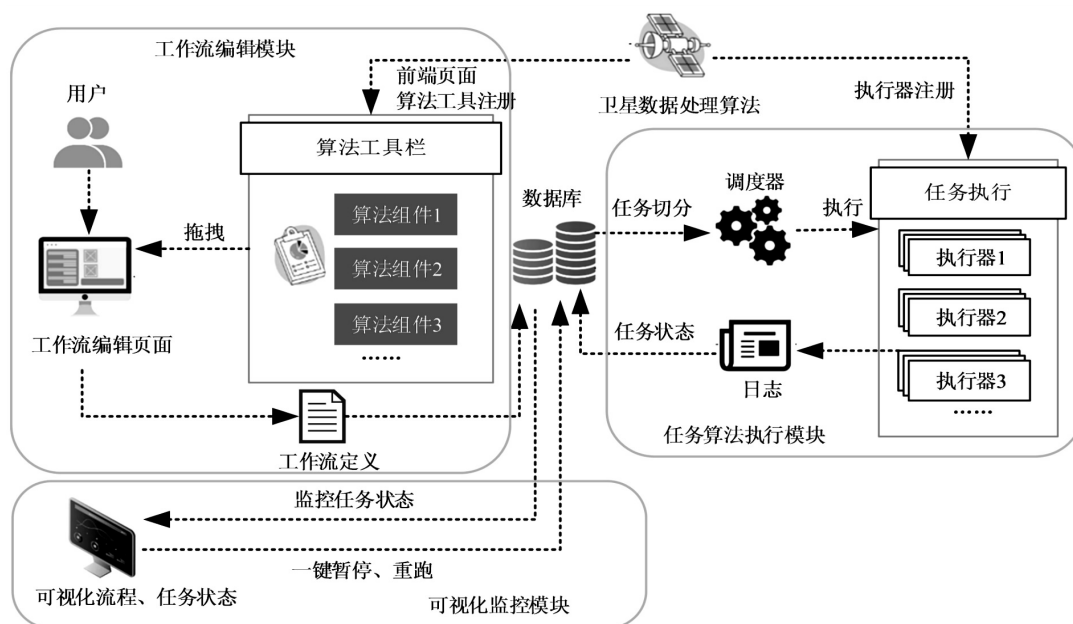 工作流编辑模块
用户
前端页面
算法工具注册
算法工具栏
算法组件1
算法组件2
算法组件3
……
拖拽
工作流编辑页面
工作流定义
卫星数据处理算法
执行器注册
数据库
任务切分
调度器
执行
任务执行
执行器1
执行器2
执行器3
……
任务状态
日志
任务算法执行模块
监控任务状态
一键暂停、重跑
可视化流程、任务状态
可视化监控模块